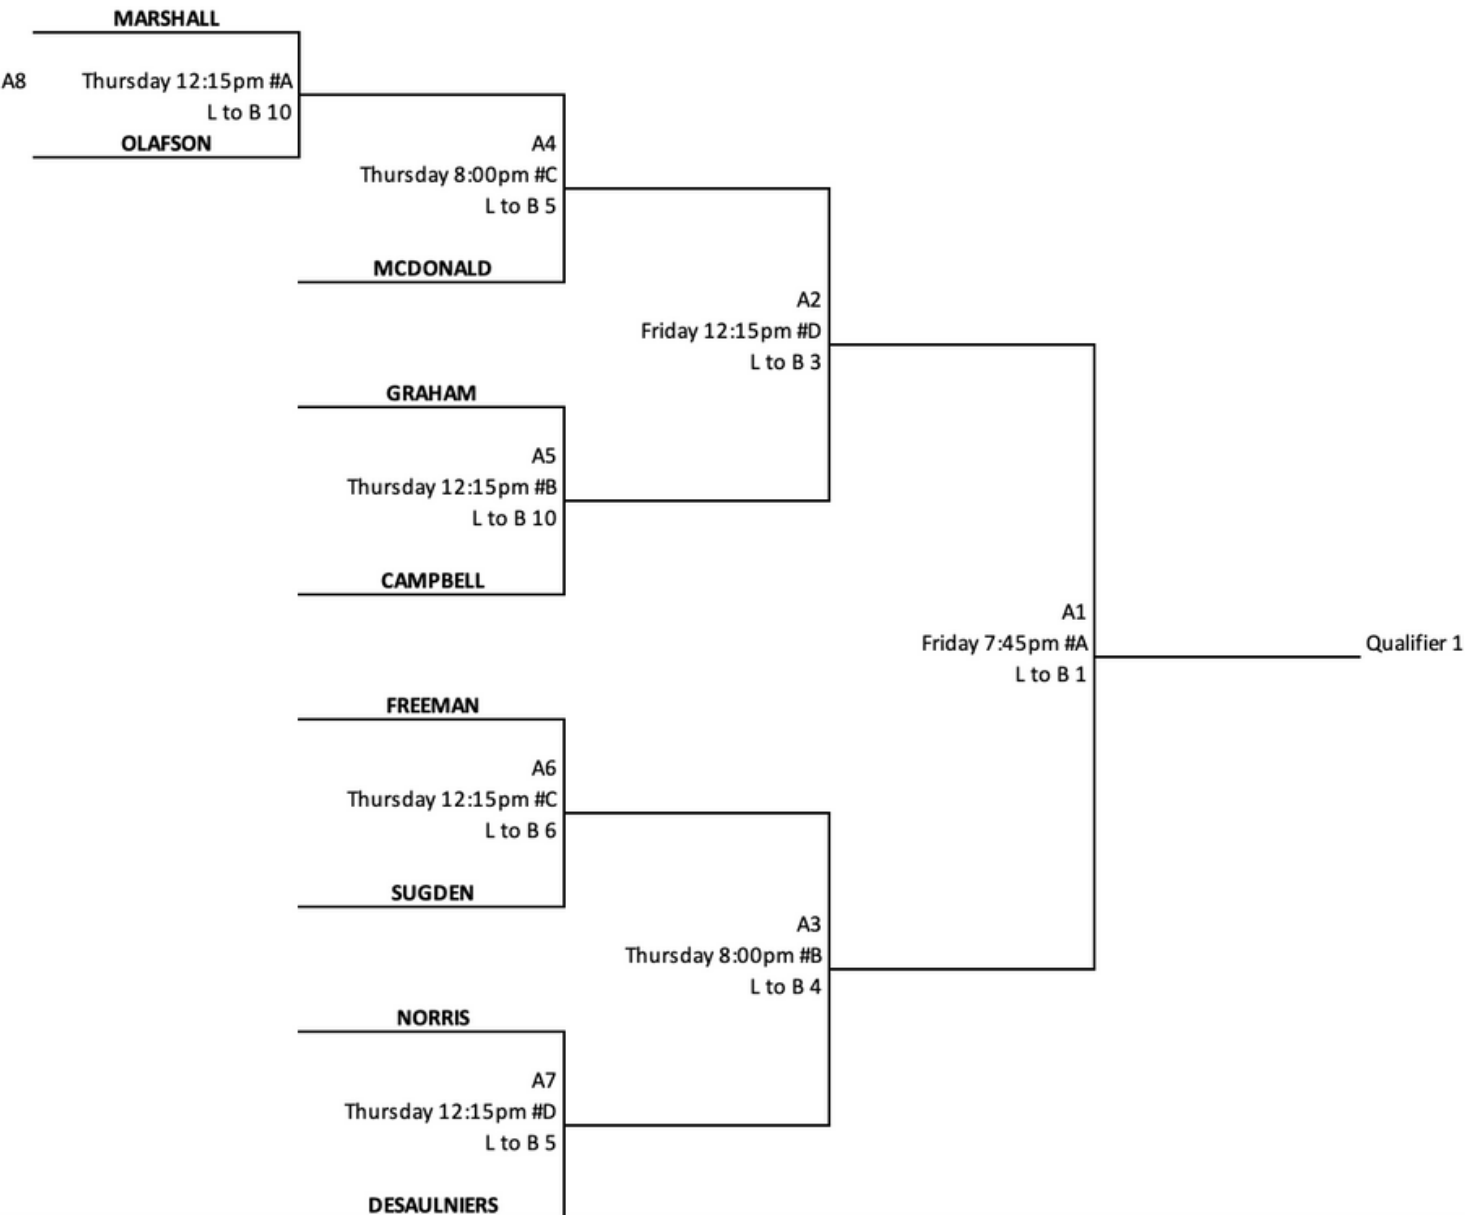 MARSHALL
A8
Thursday 12:15pm #A
L to B 10
OLAFSON
A4
Thursday 8:00pm #C
L to B 5
MCDONALD
A2
Friday 12:15pm #D
L to B 3
GRAHAM
A5
Thursday 12:15pm #B
L to B 10
CAMPBELL
A1
Friday 7:45pm #A
L to B 1
Qualifier 1
FREEMAN
A6
Thursday 12:15pm #C
L to B 6
SUGDEN
A3
Thursday 8:00pm #B
L to B 4
NORRIS
A7
Thursday 12:15pm #D
L to B 5
DESAULNIERS